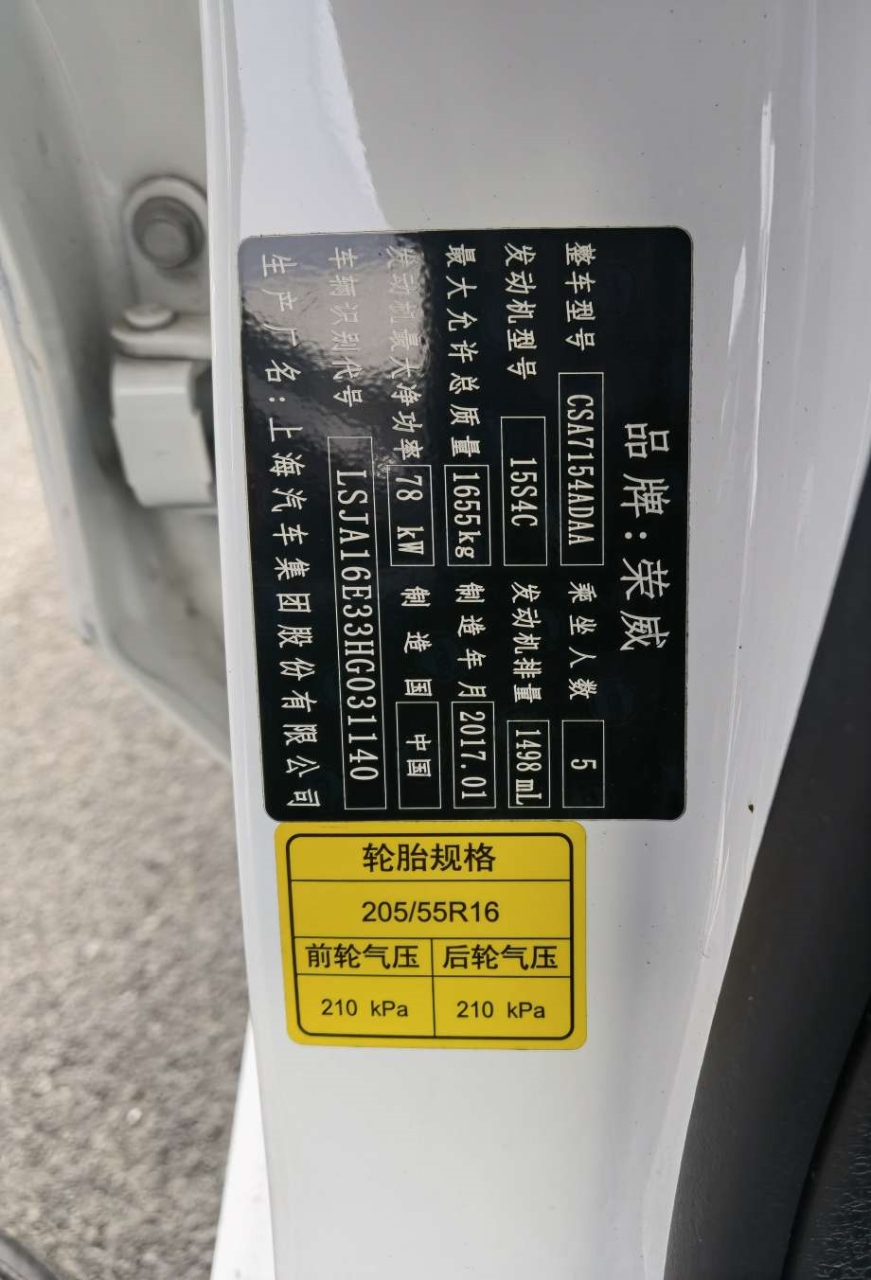 品牌:荣威
整车型号 CSA7154ADAA 乘坐人数 5
发动机型号 15S4C 发动机排量 1498mL
最大允许总质量 1655kg 制造年月 2017.01
发动机最大净功率 78 kW 制造国 中国
车辆识别代号 LSJA16E33HG031140
生产厂名:上海汽车集团股份有限公司
轮胎规格
205/55R16
前轮气压 后轮气压
210 kPa 210 kPa